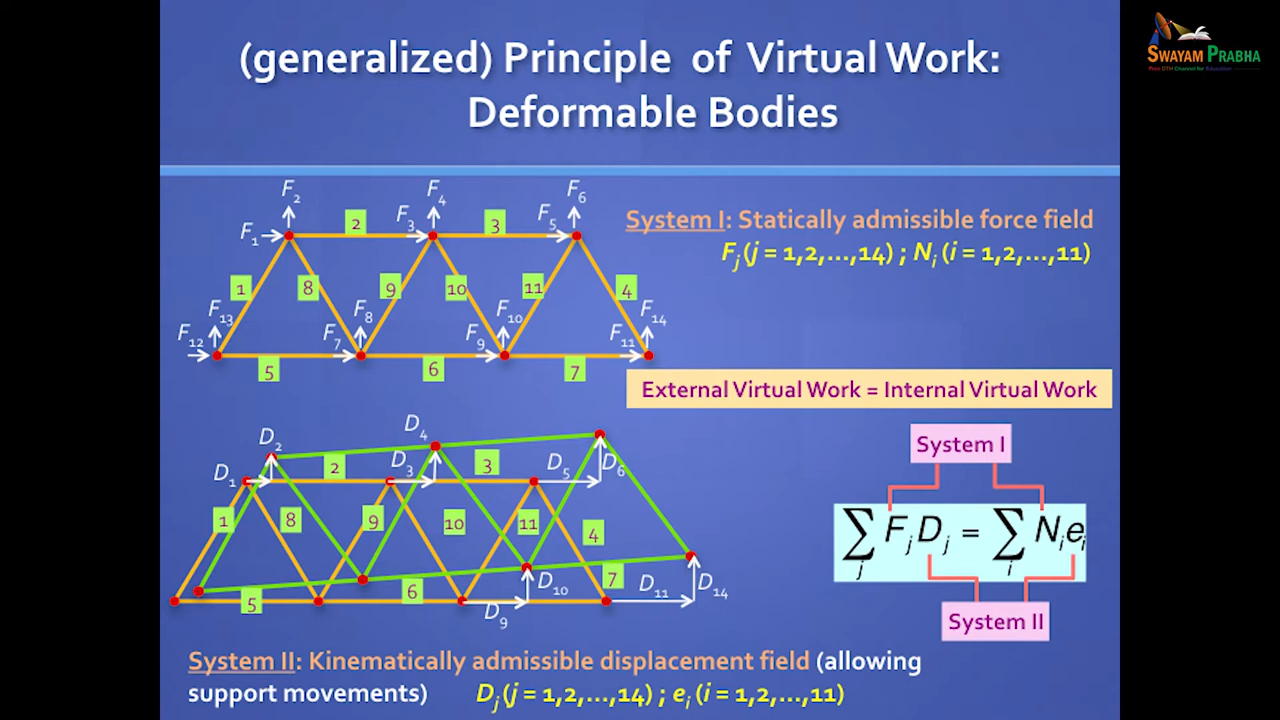 (generalized) Principle of Virtual Work:
Deformable Bodies
SWAYAM PRABHA
Free DTH Channel for Education
F2 F4 F6
F1 2 F3 3 F5
1 8 9 10 11 4
F13 F8 F10 F14
F12 F7 F9 F11
5 6 7
System I: Statically admissible force field
Fj (j = 1,2,...,14) ; Ni (i = 1,2,...,11)
External Virtual Work = Internal Virtual Work
System I
∑j FjDj = ∑i Niei
System II
D2 D4
D1 2 D3 3 D5 D6
1 8 9 10 11 4
5 6 D10 7 D11 D14
D9
System II: Kinematically admissible displacement field (allowing
support movements) Dj (j = 1,2,...,14) ; ei (i = 1,2,...,11)